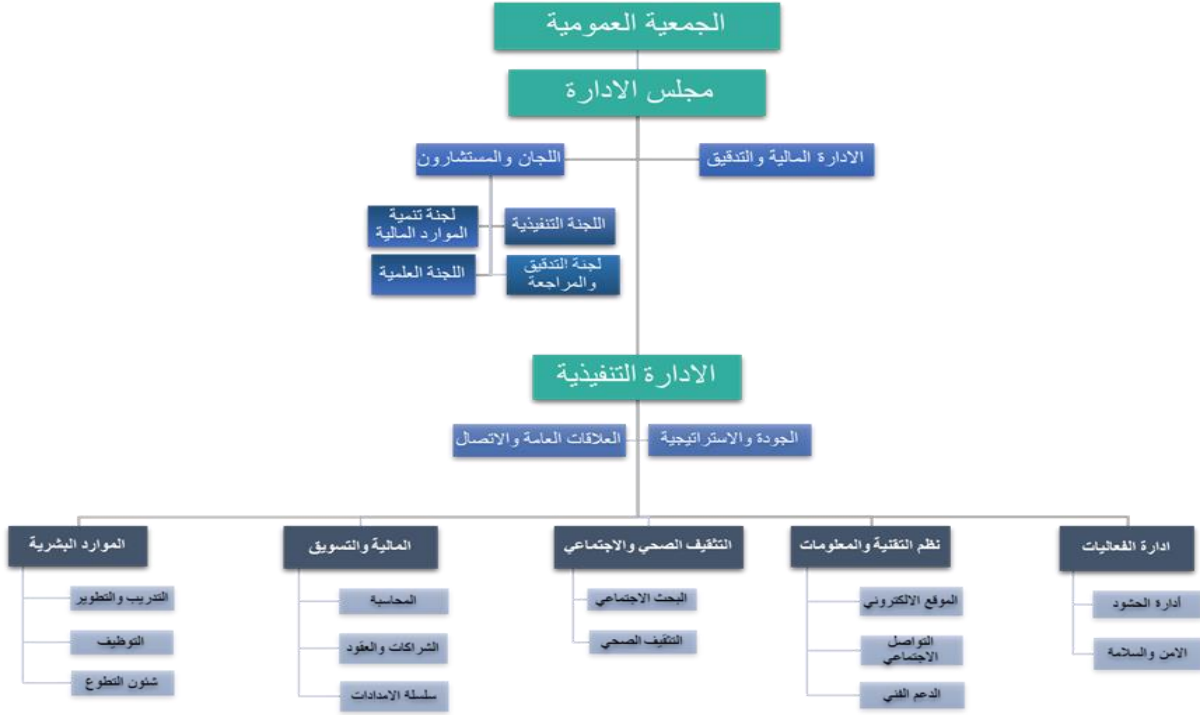 الجمعية العمومية
مجلس الادارة
الادارة المالية والتدقيق
اللجان والمستشارون
اللجنة التنفيذية
لجنة تنمية
الموارد المالية
لجنة التدقيق
والمراجعة
اللجنة العلمية
الادارة التنفيذية
الجودة والاستراتيجية
العلاقات العامة والاتصال
ادارة الفعاليات
أدارة الحشود
الامن والسلامة
نظم التقنية والمعلومات
الموقع الالكتروني
التواصل
الاجتماعي
الدعم الفني
التثقيف الصحي والاجتماعي
البحث الاجتماعي
التثقيف الصحي
المالية والتسويق
المحاسبة
الشراكات والعقود
سلسلة الامدادات
الموارد البشرية
التدريب والتطوير
التوظيف
شئون التطوع